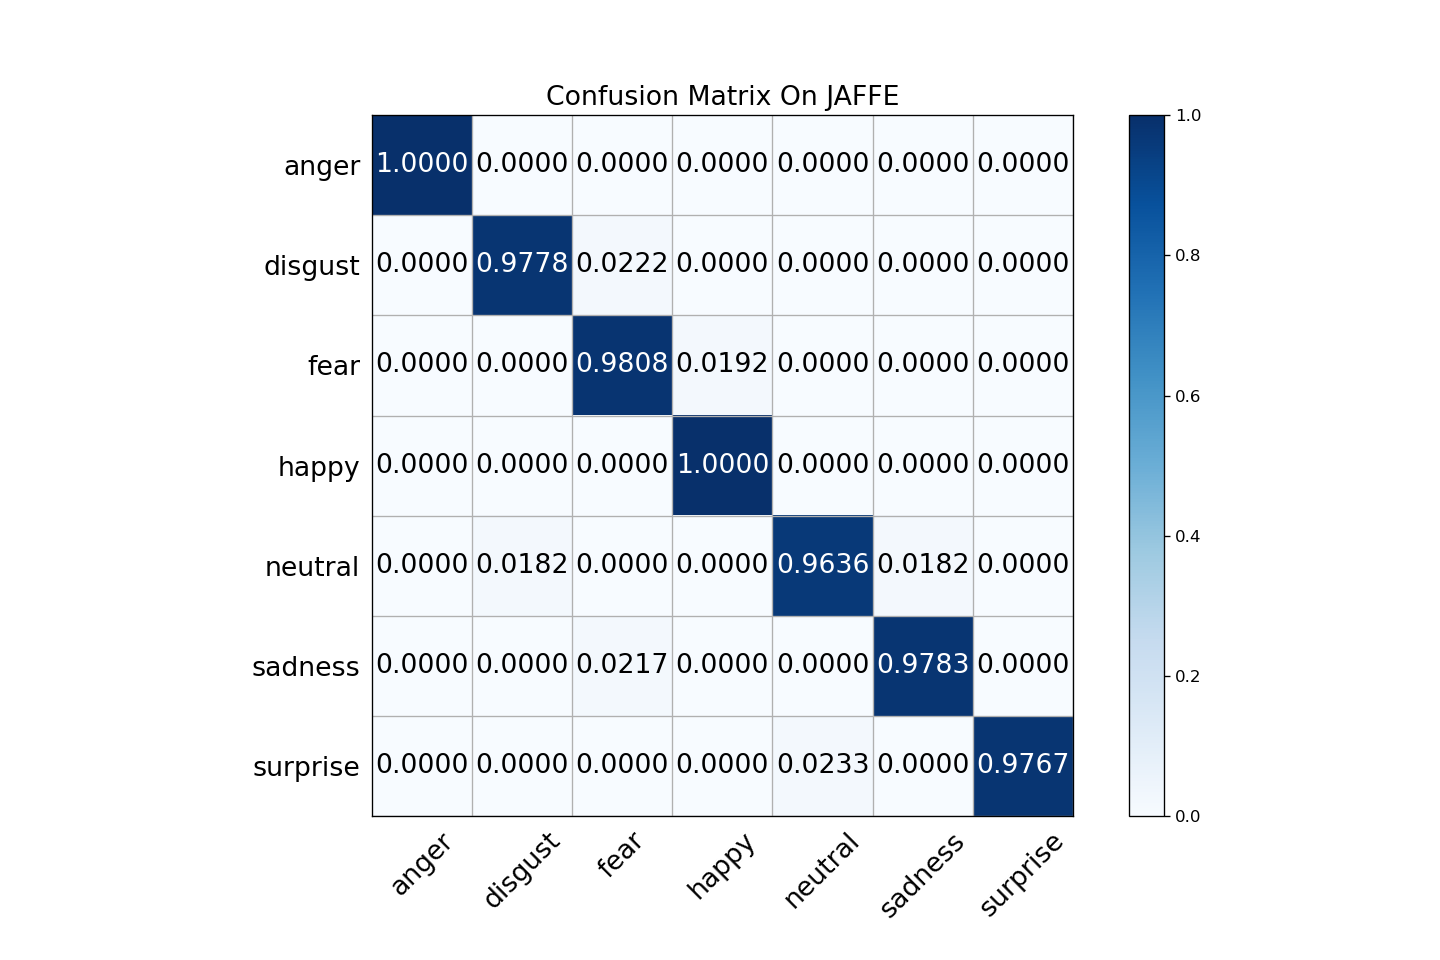 Confusion Matrix On JAFFE
anger 1.0000 0.0000 0.0000 0.0000 0.0000 0.0000 0.0000
disgust 0.0000 0.9778 0.0222 0.0000 0.0000 0.0000 0.0000
fear 0.0000 0.0000 0.9808 0.0192 0.0000 0.0000 0.0000
happy 0.0000 0.0000 0.0000 1.0000 0.0000 0.0000 0.0000
neutral 0.0000 0.0182 0.0000 0.0000 0.9636 0.0182 0.0000
sadness 0.0000 0.0000 0.0217 0.0000 0.0000 0.9783 0.0000
surprise 0.0000 0.0000 0.0000 0.0000 0.0233 0.0000 0.9767
anger disgust fear happy neutral sadness surprise
1.0
0.8
0.6
0.4
0.2
0.0